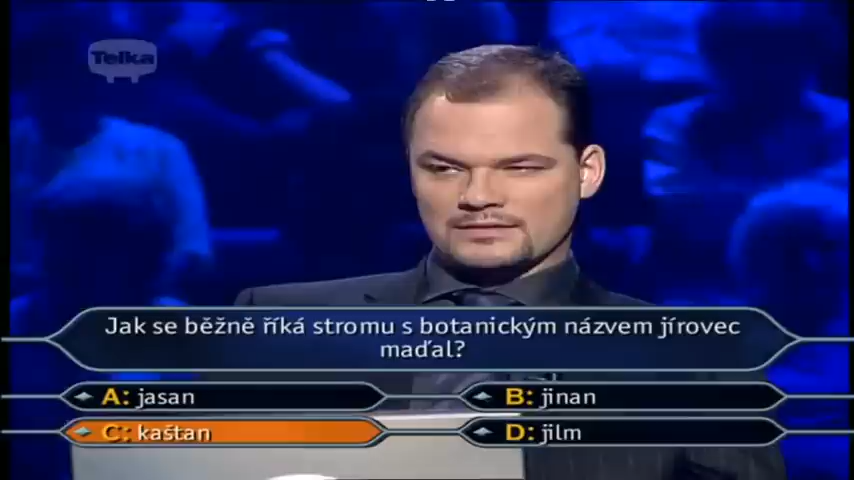 Telka
Jak se běžně říká stromu s botanickým názvem jírovec
maďal?
A: jasan
B: jinan
C: kaštan
D: jilm